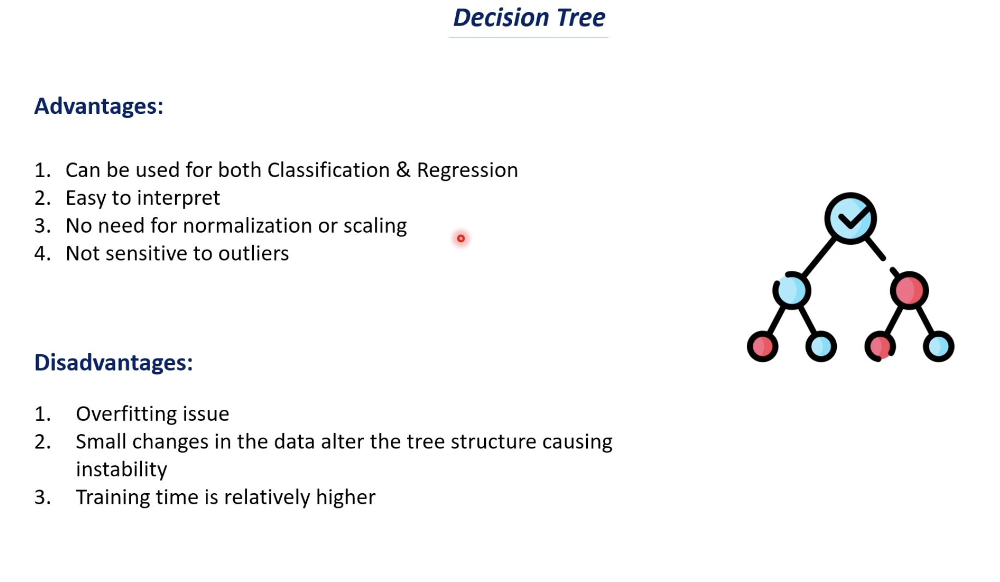 Decision Tree
Advantages:
1. Can be used for both Classification & Regression
2. Easy to interpret
3. No need for normalization or scaling
4. Not sensitive to outliers
Disadvantages:
1. Overfitting issue
2. Small changes in the data alter the tree structure causing
instability
3. Training time is relatively higher